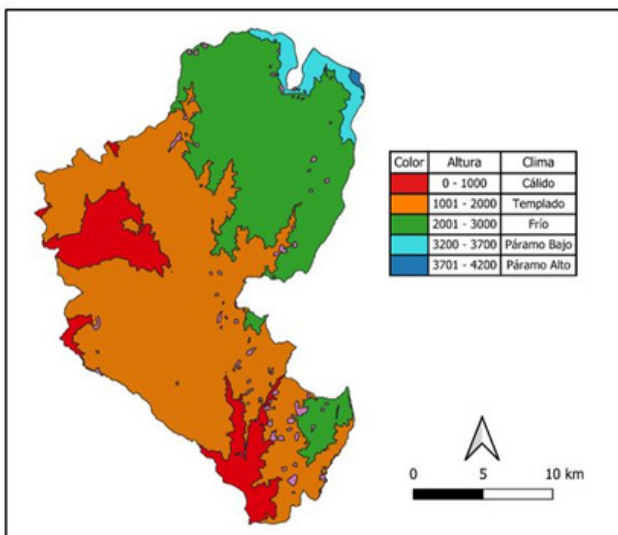 Color Altura Clima
0 - 1000 Cálido
1001 - 2000 Templado
2001 - 3000 Frío
3200 - 3700 Páramo Bajo
3701 - 4200 Páramo Alto
0 5 10 km